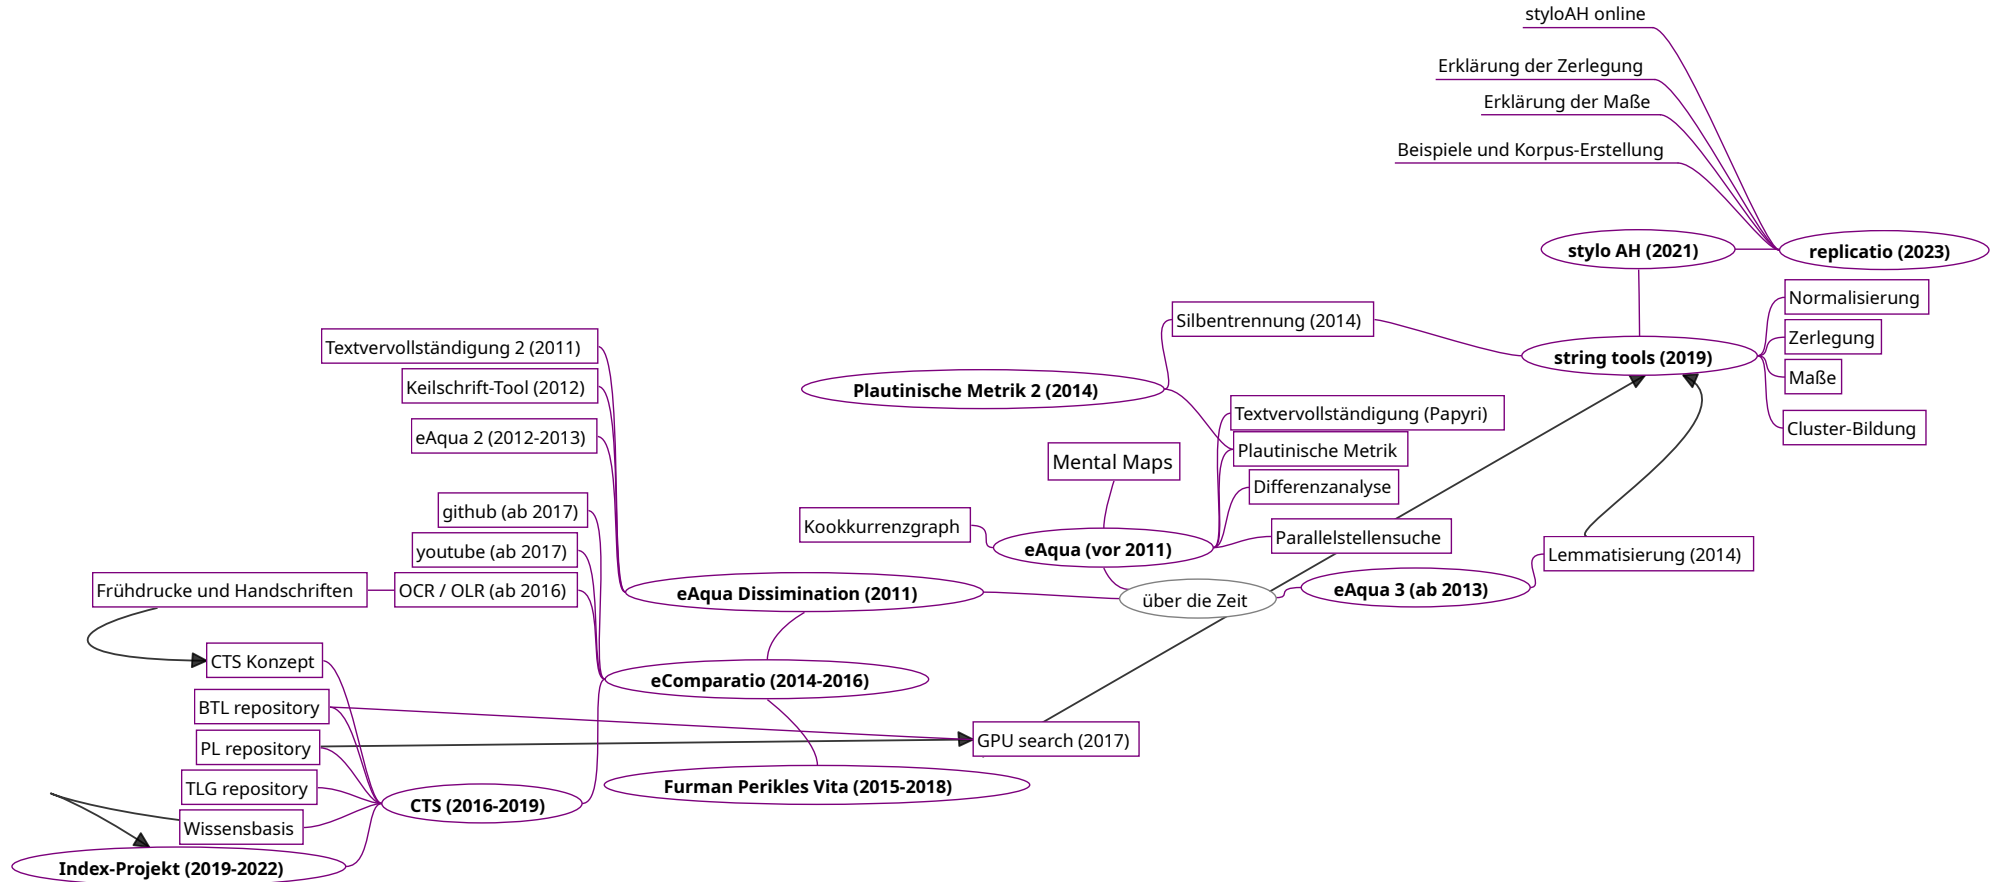 styloAH online
Erklärung der Zerlegung
Erklärung der Maße
Beispiele und Korpus-Erstellung
stylo AH (2021)
replicatio (2023)
Normalisierung
Silbentrennung (2014)
Zerlegung
Textvervollständigung 2 (2011)
string tools (2019)
Maße
Keilschrift-Tool (2012)
Plautinische Metrik 2 (2014)
Textvervollständigung (Papyri)
Cluster-Bildung
eAqua 2 (2012-2013)
Plautinische Metrik
Mental Maps
Differenzanalyse
github (ab 2017)
Kookkurrenzgraph
Parallelstellensuche
youtube (ab 2017)
eAqua (vor 2011)
Lemmatisierung (2014)
Frühdrucke und Handschriften
OCR / OLR (ab 2016)
eAqua Dissimination (2011)
über die Zeit
eAqua 3 (ab 2013)
CTS Konzept
eComparatio (2014-2016)
BTL repository
PL repository
GPU search (2017)
TLG repository
Furman Perikles Vita (2015-2018)
CTS (2016-2019)
Wissensbasis
Index-Projekt (2019-2022)